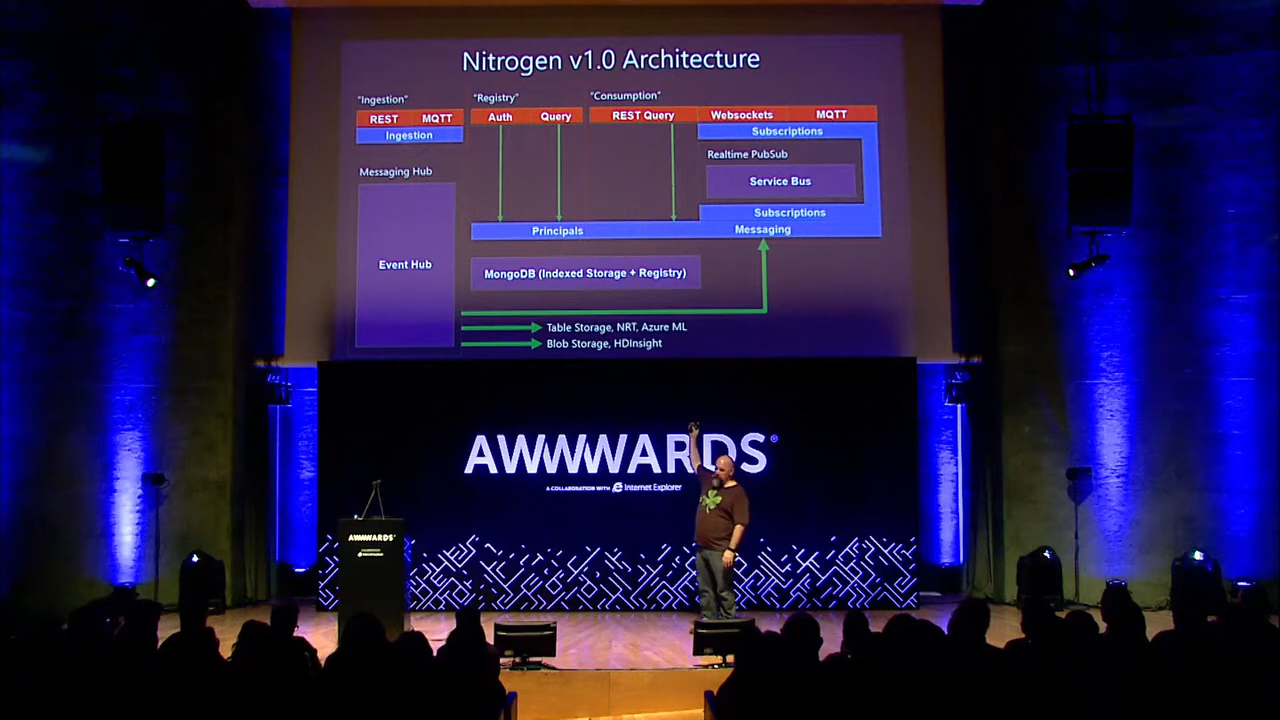 Nitrogen v1.0 Architecture
"Ingestion"
"Registry"
"Consumption"
REST MQTT
Auth Query
REST Query
Websockets MQTT
Ingestion
Subscriptions
Realtime PubSub
Messaging Hub
Service Bus
Subscriptions
Principals
Messaging
Event Hub
MongoDB (Indexed Storage + Registry)
Table Storage, NRT, Azure ML
Blob Storage, HDInsight
AWWWARDS®
A COLLABORATION WITH Internet Explorer
AWWWARDS®